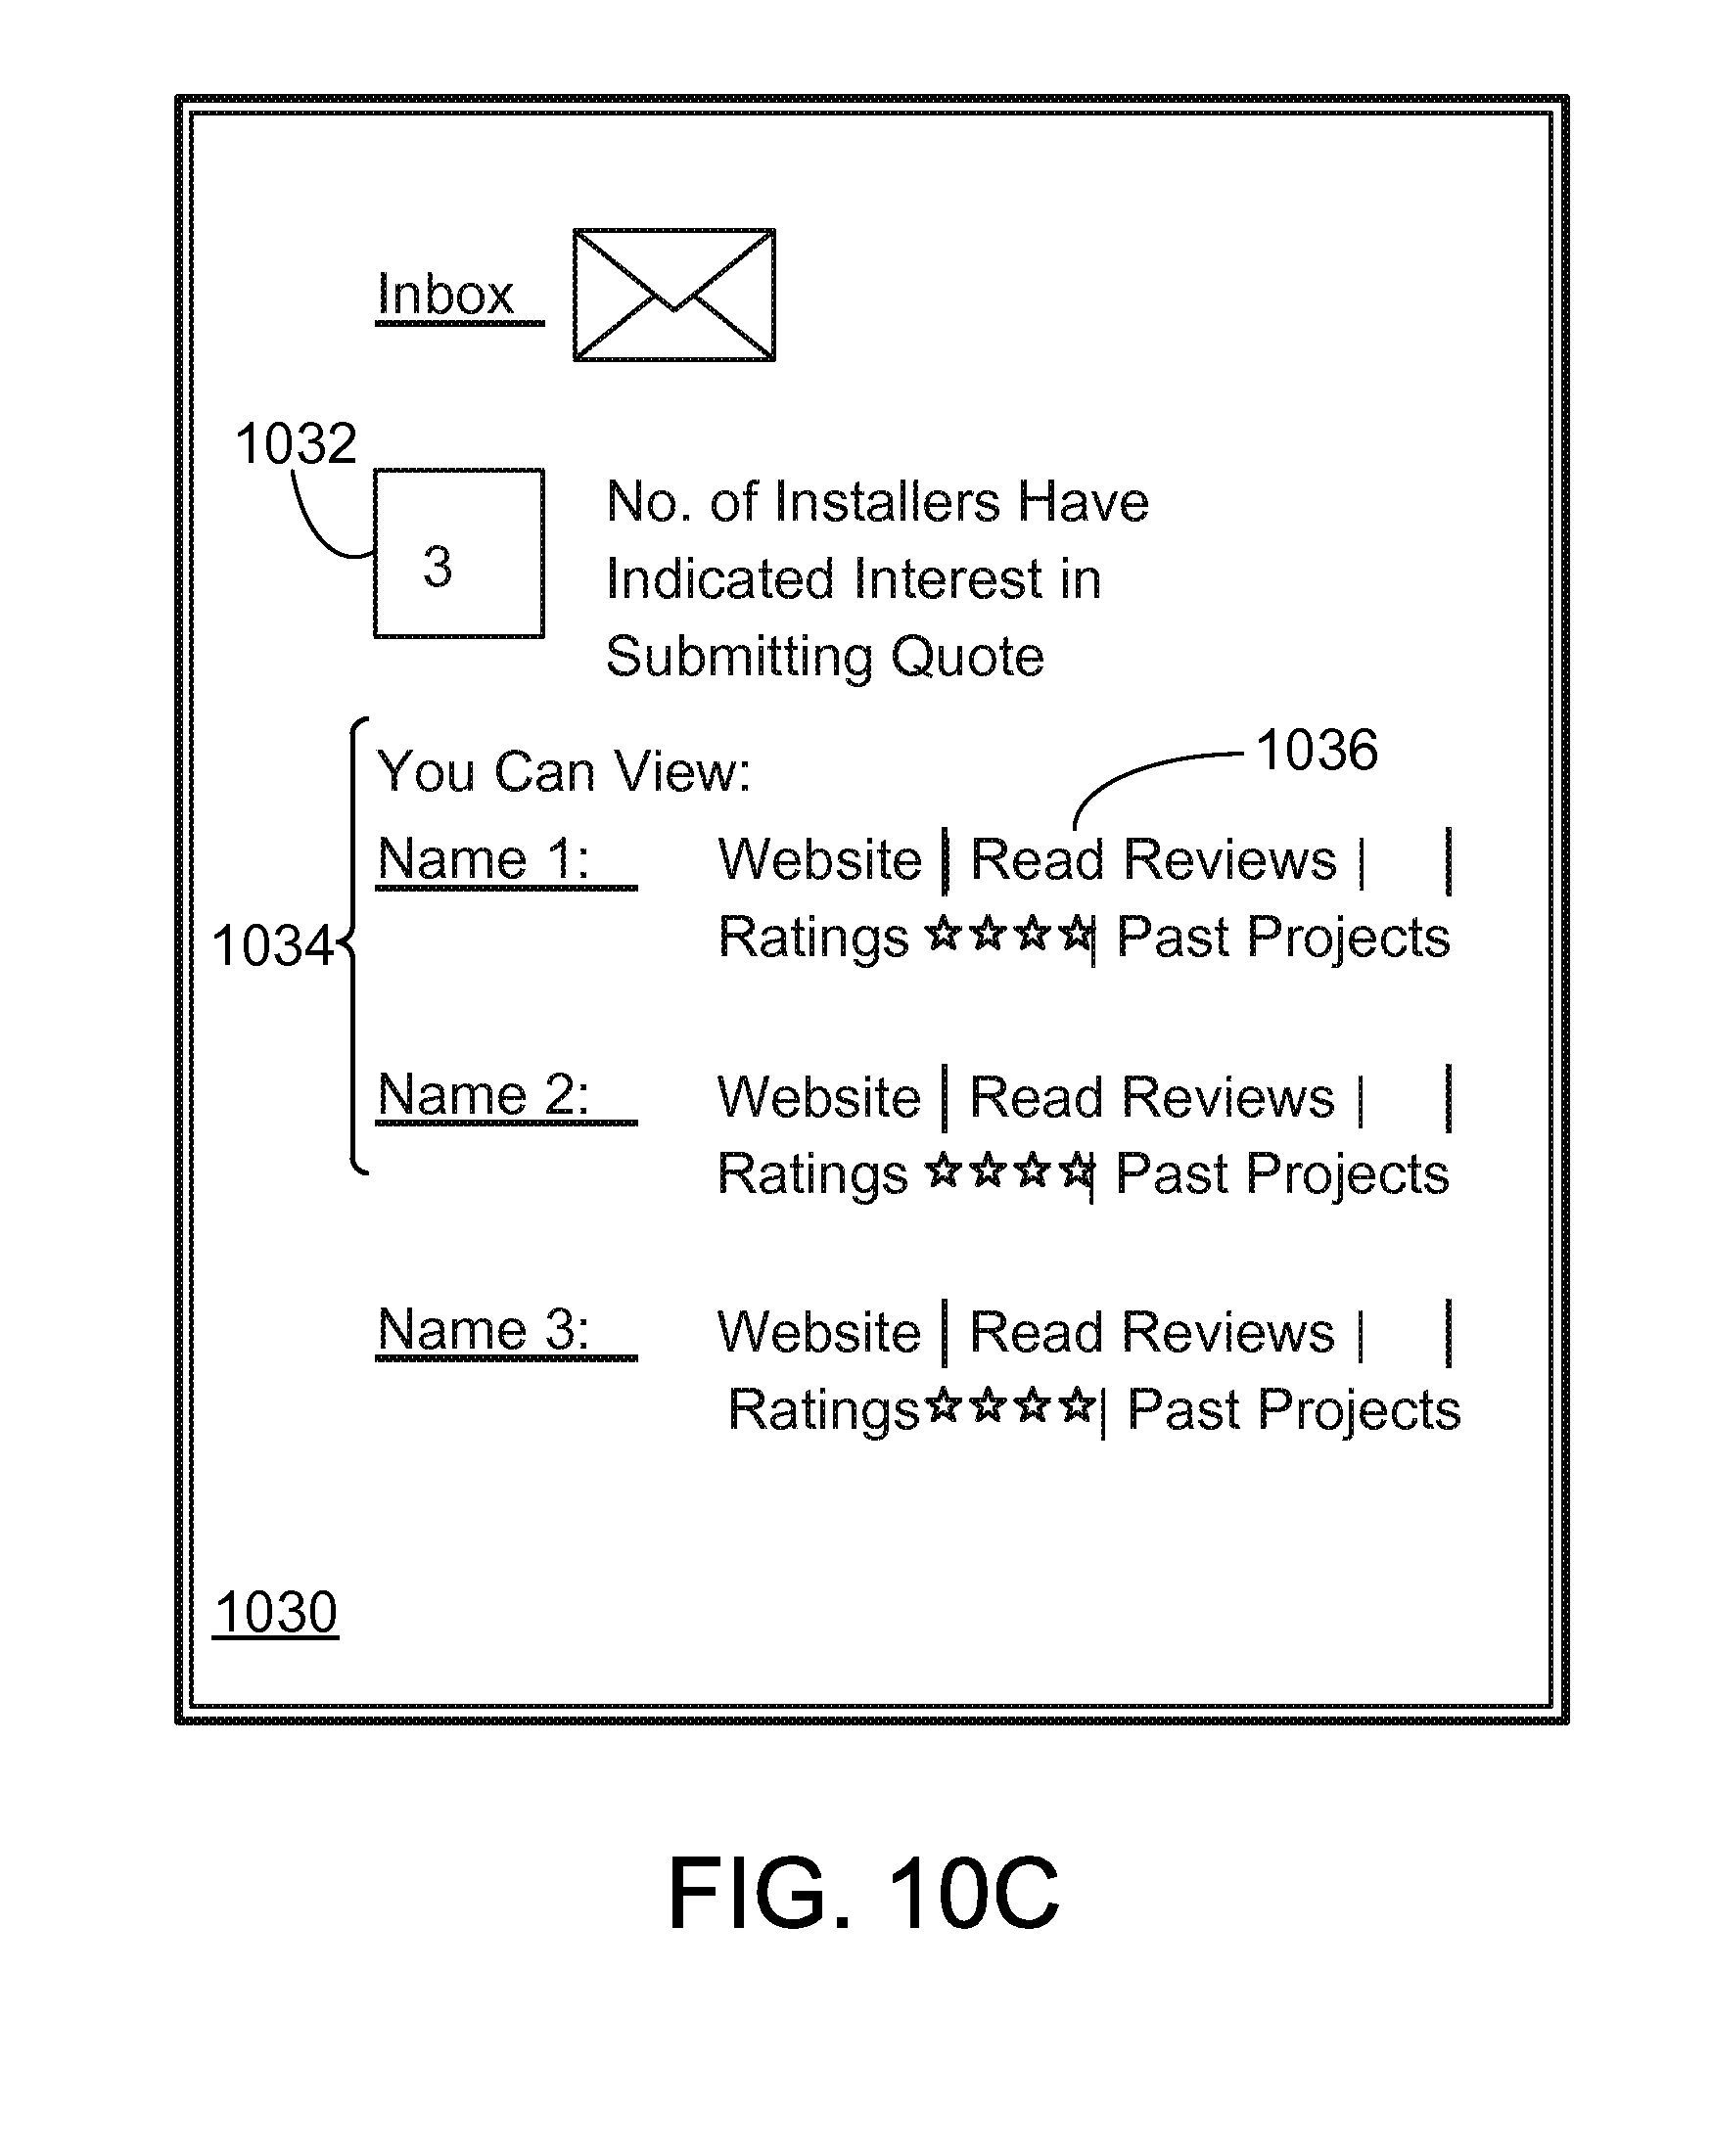 Inbox
1032
3
No. of Installers Have
Indicated Interest in
Submitting Quote
1036
You Can View:
Name 1: Website | Read Reviews | |
1034
Ratings ☆☆☆☆| Past Projects
Name 2: Website | Read Reviews | |
Ratings ☆☆☆☆| Past Projects
Name 3: Website | Read Reviews | |
Ratings☆☆☆☆| Past Projects
1030
FIG. 10C